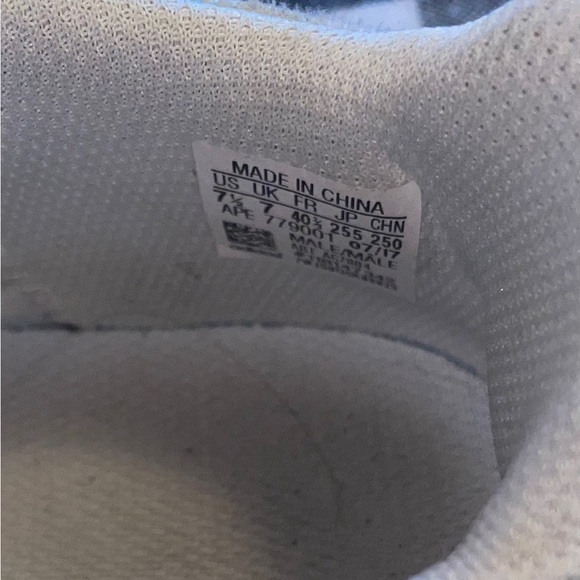 MADE IN CHINA
US UK FR JP CHN
7½ 7 40⅔ 255 250
APE 779001 07/17
MALE/MALE